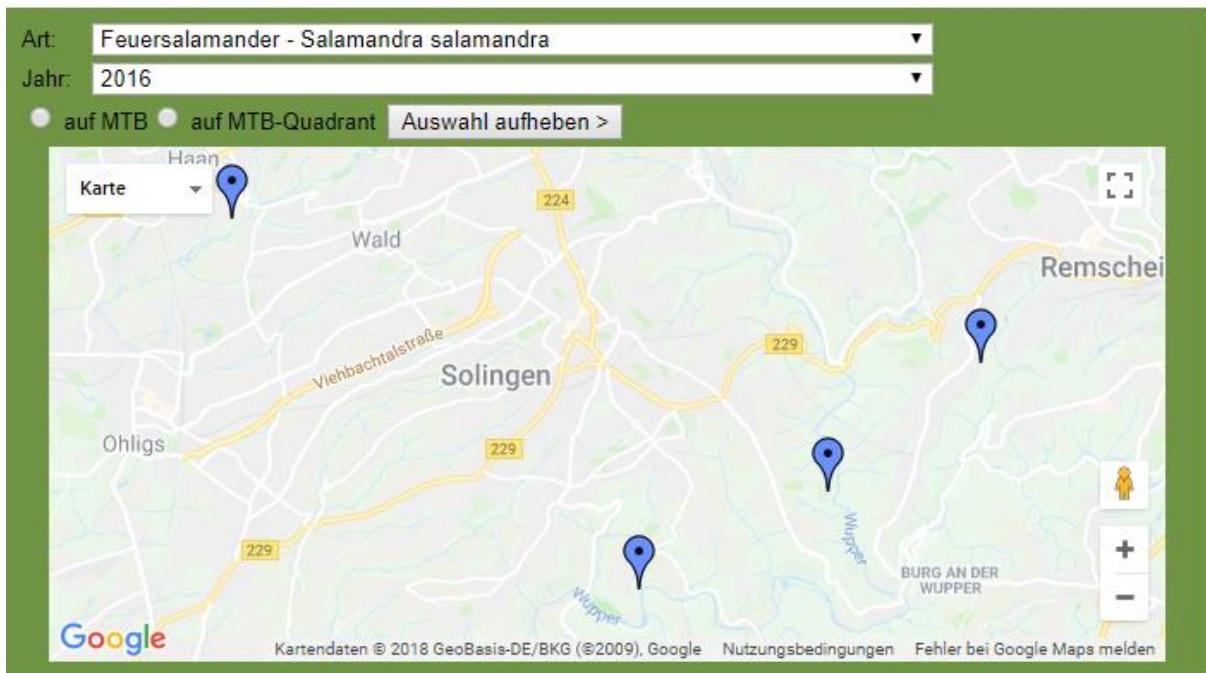 Art: Feuersalamander - Salamandra salamandra
Jahr: 2016
auf MTB auf MTB-Quadrant Auswahl aufheben >
Haan
Karte
224
Wald
Remschei
229
Viehbachtalstraße
Solingen
Ohligs
229
Wupper
229
BURG AN DER
WUPPER
Wupper
Google
Kartendaten © 2018 GeoBasis-DE/BKG (©2009), Google Nutzungsbedingungen Fehler bei Google Maps melden